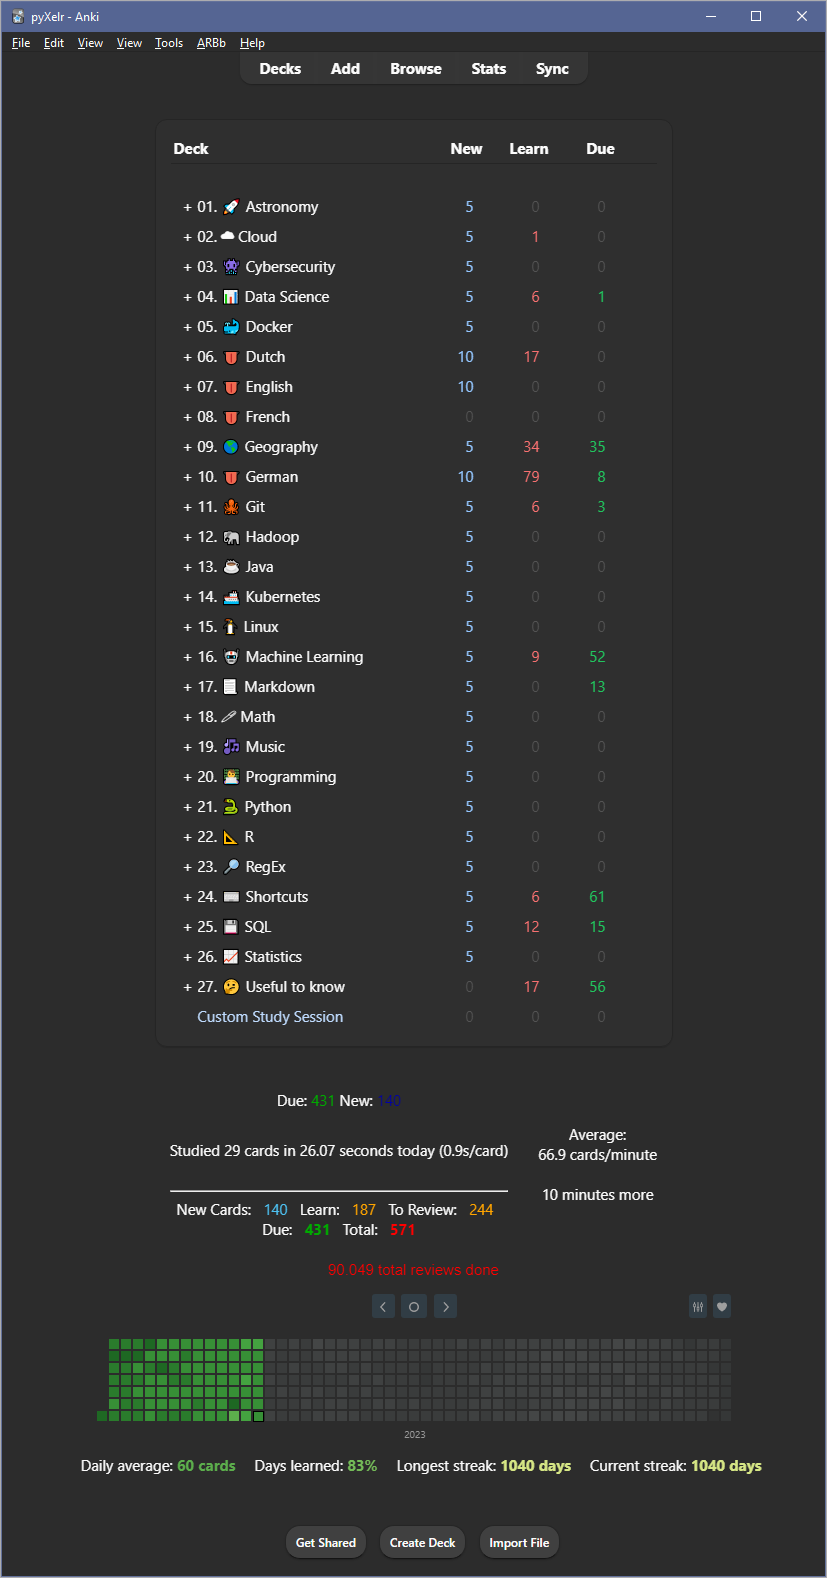 pyXelr - Anki
File Edit View View Tools ARBb Help
Decks Add Browse Stats Sync
Deck New Learn Due
+ 01. 🚀 Astronomy 5 0 0
+ 02. ☁ Cloud 5 1 0
+ 03. 👾 Cybersecurity 5 0 0
+ 04. 📊 Data Science 5 6 1
+ 05. 🐳 Docker 5 0 0
+ 06. 👅 Dutch 10 17 0
+ 07. 👅 English 10 0 0
+ 08. 👅 French 0 0 0
+ 09. 🌍 Geography 5 34 35
+ 10. 👅 German 10 79 8
+ 11. 🐙 Git 5 6 3
+ 12. 🐘 Hadoop 5 0 0
+ 13. ☕ Java 5 0 0
+ 14. 🚢 Kubernetes 5 0 0
+ 15. 🐧 Linux 5 0 0
+ 16. 🤖 Machine Learning 5 9 52
+ 17. 📃 Markdown 5 0 13
+ 18. 🖊 Math 5 0 0
+ 19. 🎶 Music 5 0 0
+ 20. 👨‍💻 Programming 5 0 0
+ 21. 🐍 Python 5 0 0
+ 22. 📐 R 5 0 0
+ 23. 🔎 RegEx 5 0 0
+ 24. ⌨ Shortcuts 5 6 61
+ 25. 💾 SQL 5 12 15
+ 26. 📈 Statistics 5 0 0
+ 27. 🤔 Useful to know 0 17 56
Custom Study Session 0 0 0
Due: 431 New: 140
Studied 29 cards in 26.07 seconds today (0.9s/card)
Average:
66.9 cards/minute
10 minutes more
New Cards: 140 Learn: 187 To Review: 244
Due: 431 Total: 571
90.049 total reviews done
2023
Daily average: 60 cards Days learned: 83% Longest streak: 1040 days Current streak: 1040 days
Get Shared Create Deck Import File